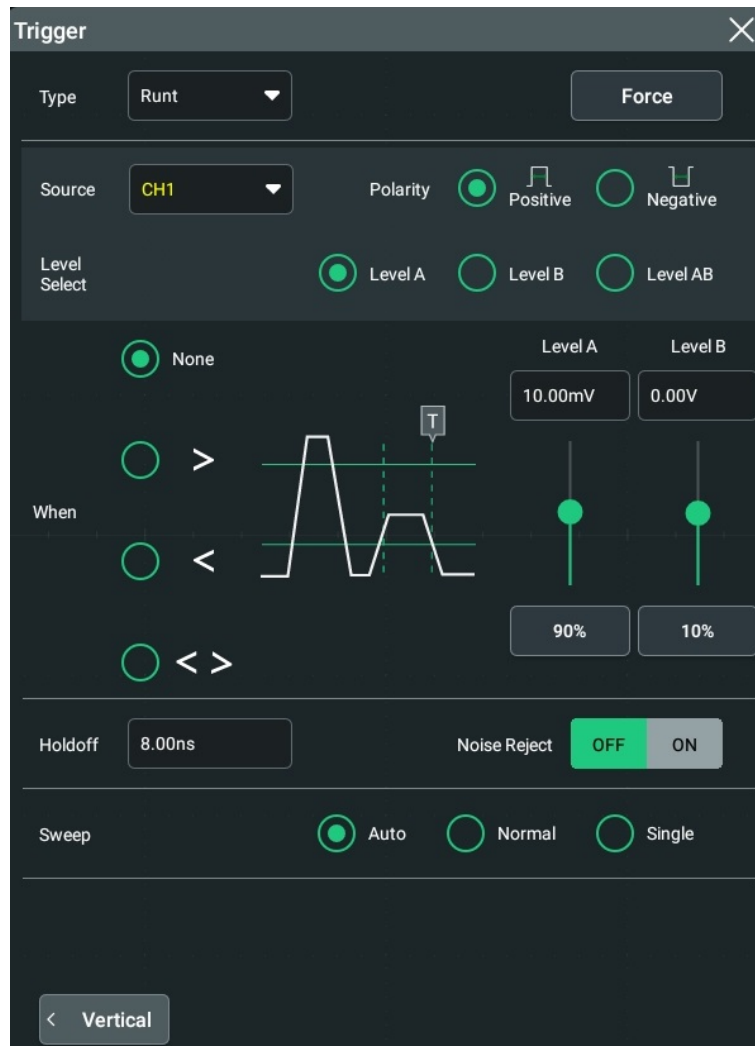 Trigger
Type
Runt
Force
Source
CH1
Polarity
Positive
Negative
Level
Select
Level A
Level B
Level AB
None
Level A
Level B
10.00mV
0.00V
T
>
When
<
90%
10%
< >
Holdoff
8.00ns
Noise Reject
OFF
ON
Sweep
Auto
Normal
Single
< Vertical